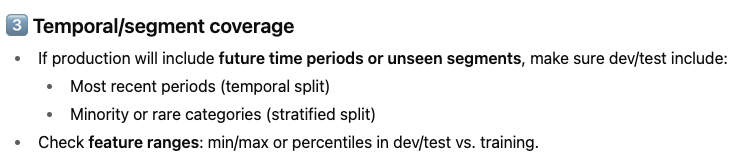 3 Temporal/segment coverage
• If production will include future time periods or unseen segments, make sure dev/test include:
• Most recent periods (temporal split)
• Minority or rare categories (stratified split)
• Check feature ranges: min/max or percentiles in dev/test vs. training.